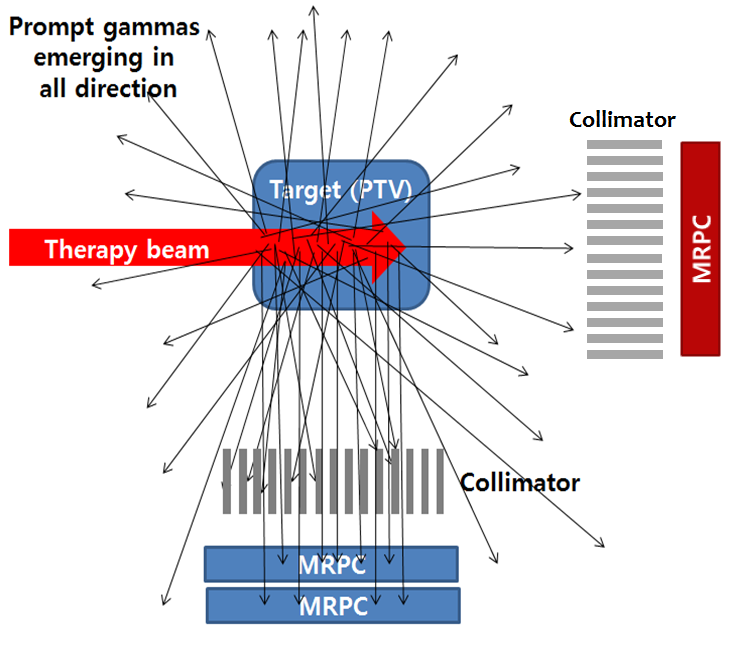 Prompt gammas
emerging in
all direction
Collimator
Target (PTV)
Therapy beam
MRPC
Collimator
MRPC
MRPC